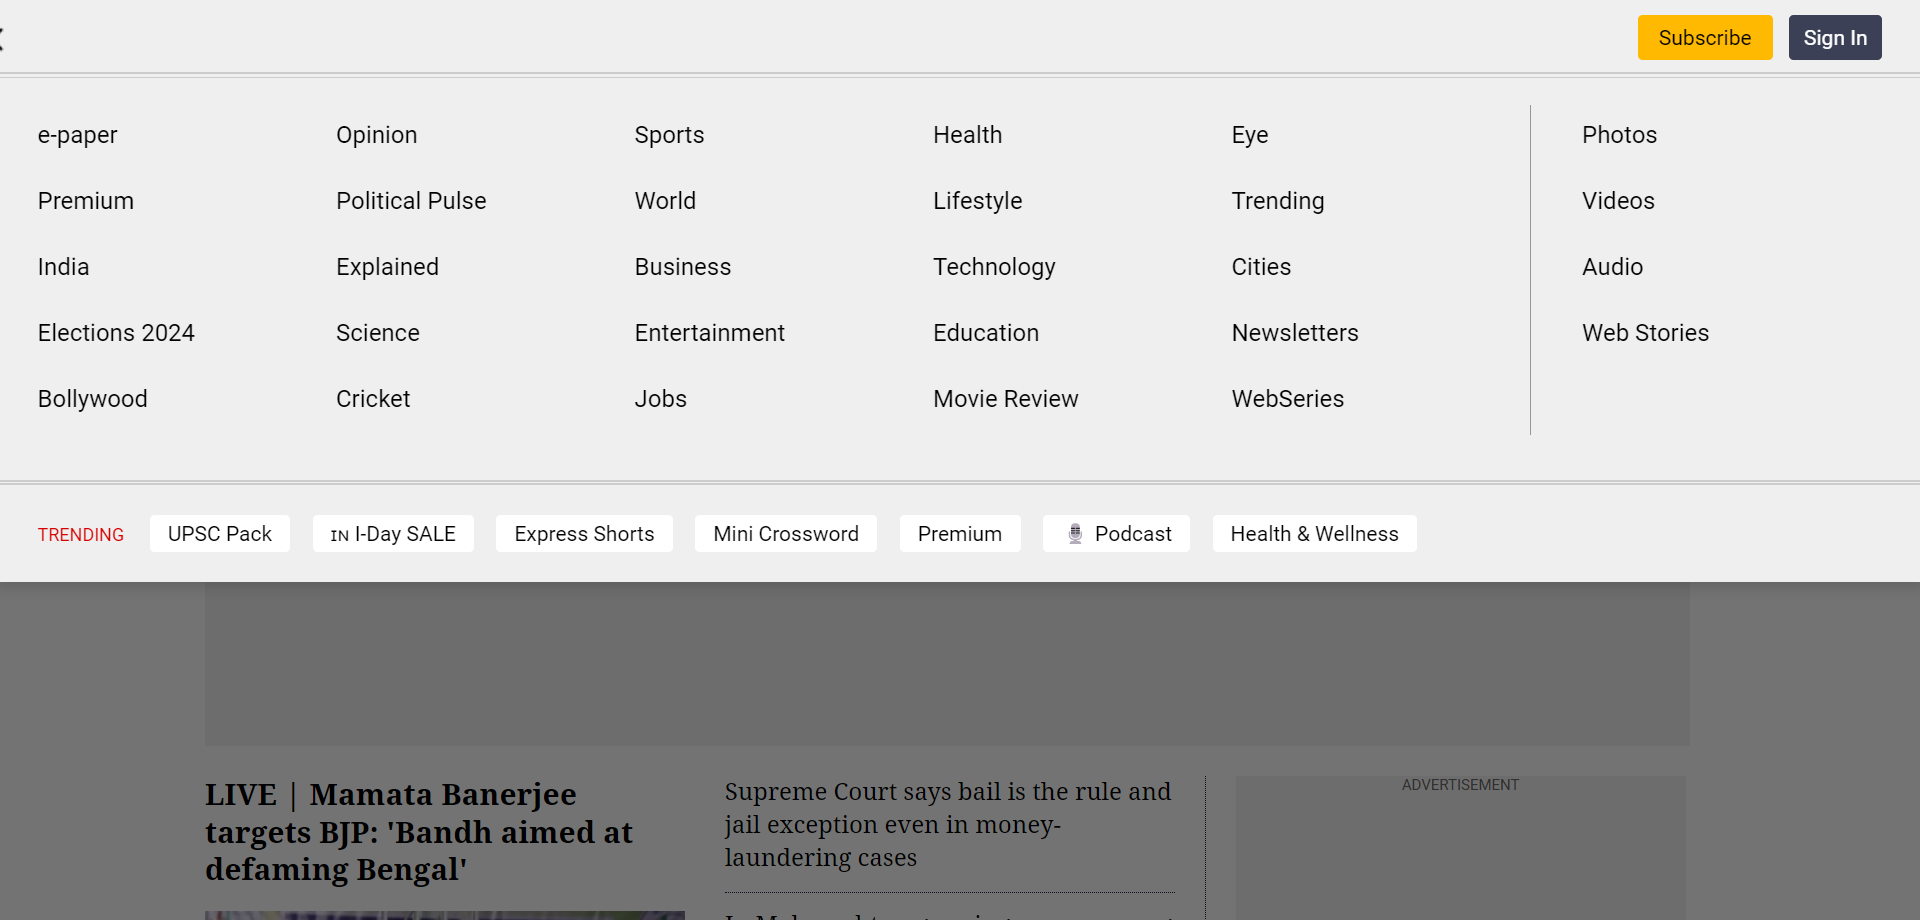 Subscribe
Sign In
e-paper
Opinion
Sports
Health
Eye
Photos
Premium
Political Pulse
World
Lifestyle
Trending
Videos
India
Explained
Business
Technology
Cities
Audio
Elections 2024
Science
Entertainment
Education
Newsletters
Web Stories
Bollywood
Cricket
Jobs
Movie Review
WebSeries
TRENDING
UPSC Pack
🇮🇳 I-Day SALE
Express Shorts
Mini Crossword
Premium
🎙️ Podcast
Health & Wellness
LIVE | Mamata Banerjee
targets BJP: 'Bandh aimed at
defaming Bengal'
Supreme Court says bail is the rule and
jail exception even in money-
laundering cases
ADVERTISEMENT